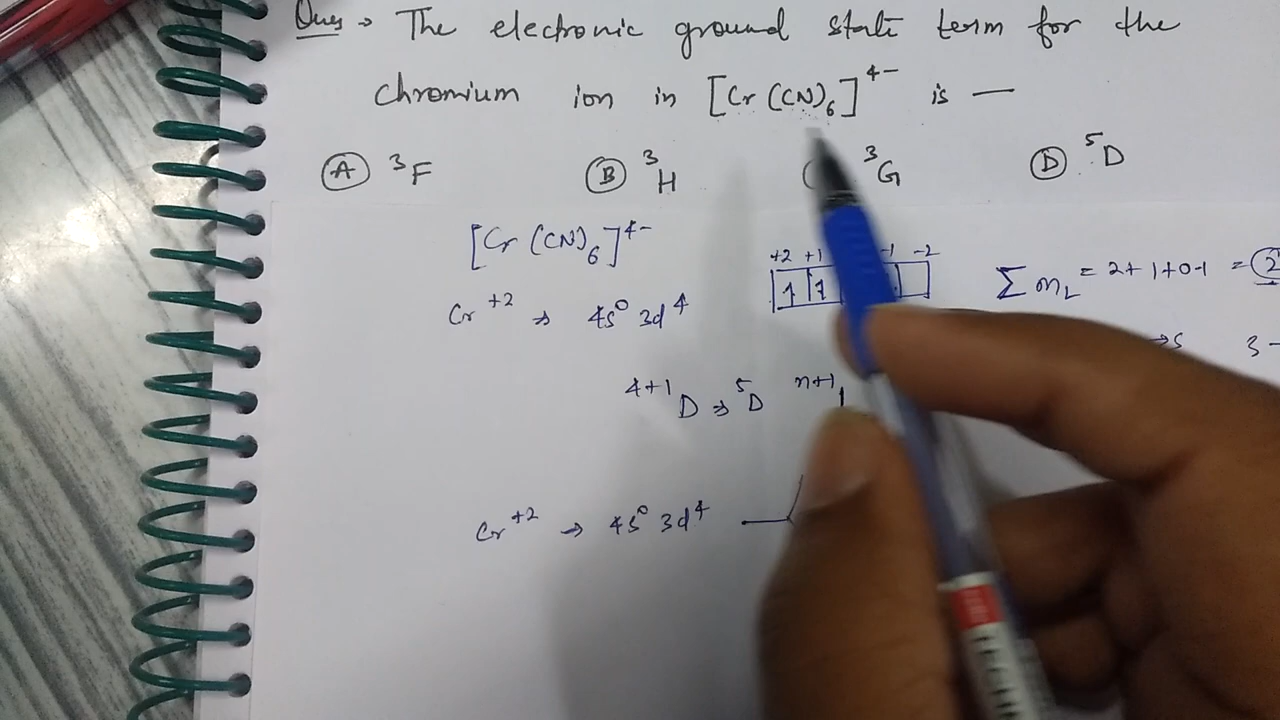 Ques → The electronic ground state term for the
chromium ion in [Cr (CN)₆]⁴⁻ is —
Ⓐ ³F Ⓑ ³H ³G Ⓓ ⁵D
[Cr (CN)₆]⁴⁻
+2 +1 -1 -2
Σ m_L = 2+1+0-1 = 2
Cr⁺² ⇒ 4s⁰ 3d⁴
→S 3 -
⁴⁺¹D ⇒ ⁵D ⁿ⁺¹
Cr⁺² → 4s⁰ 3d⁴